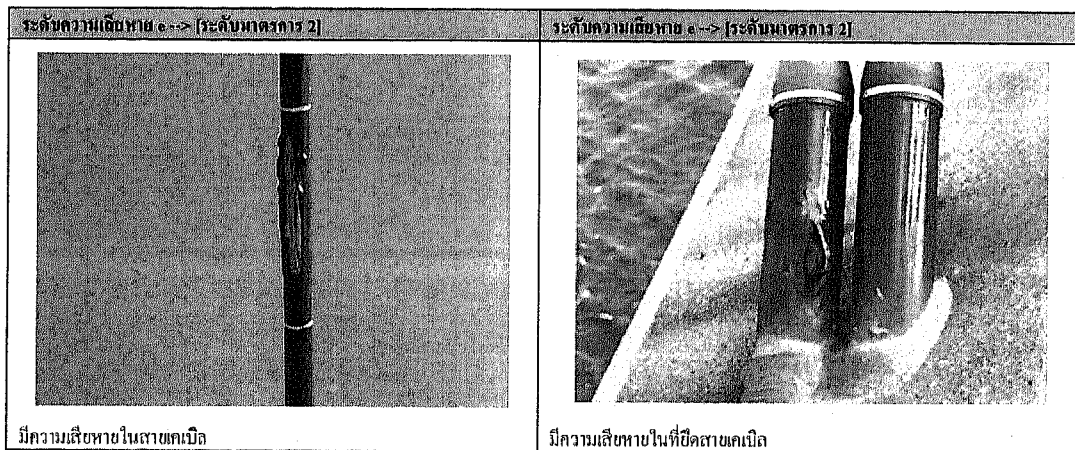 ระดับความเสียหาย e --> [ระดับมาตรการ 2]
ระดับความเสียหาย e --> [ระดับมาตรการ 2]
มีความเสียหายในสายเคเบิล
มีความเสียหายในที่ยึดสายเคเบิล